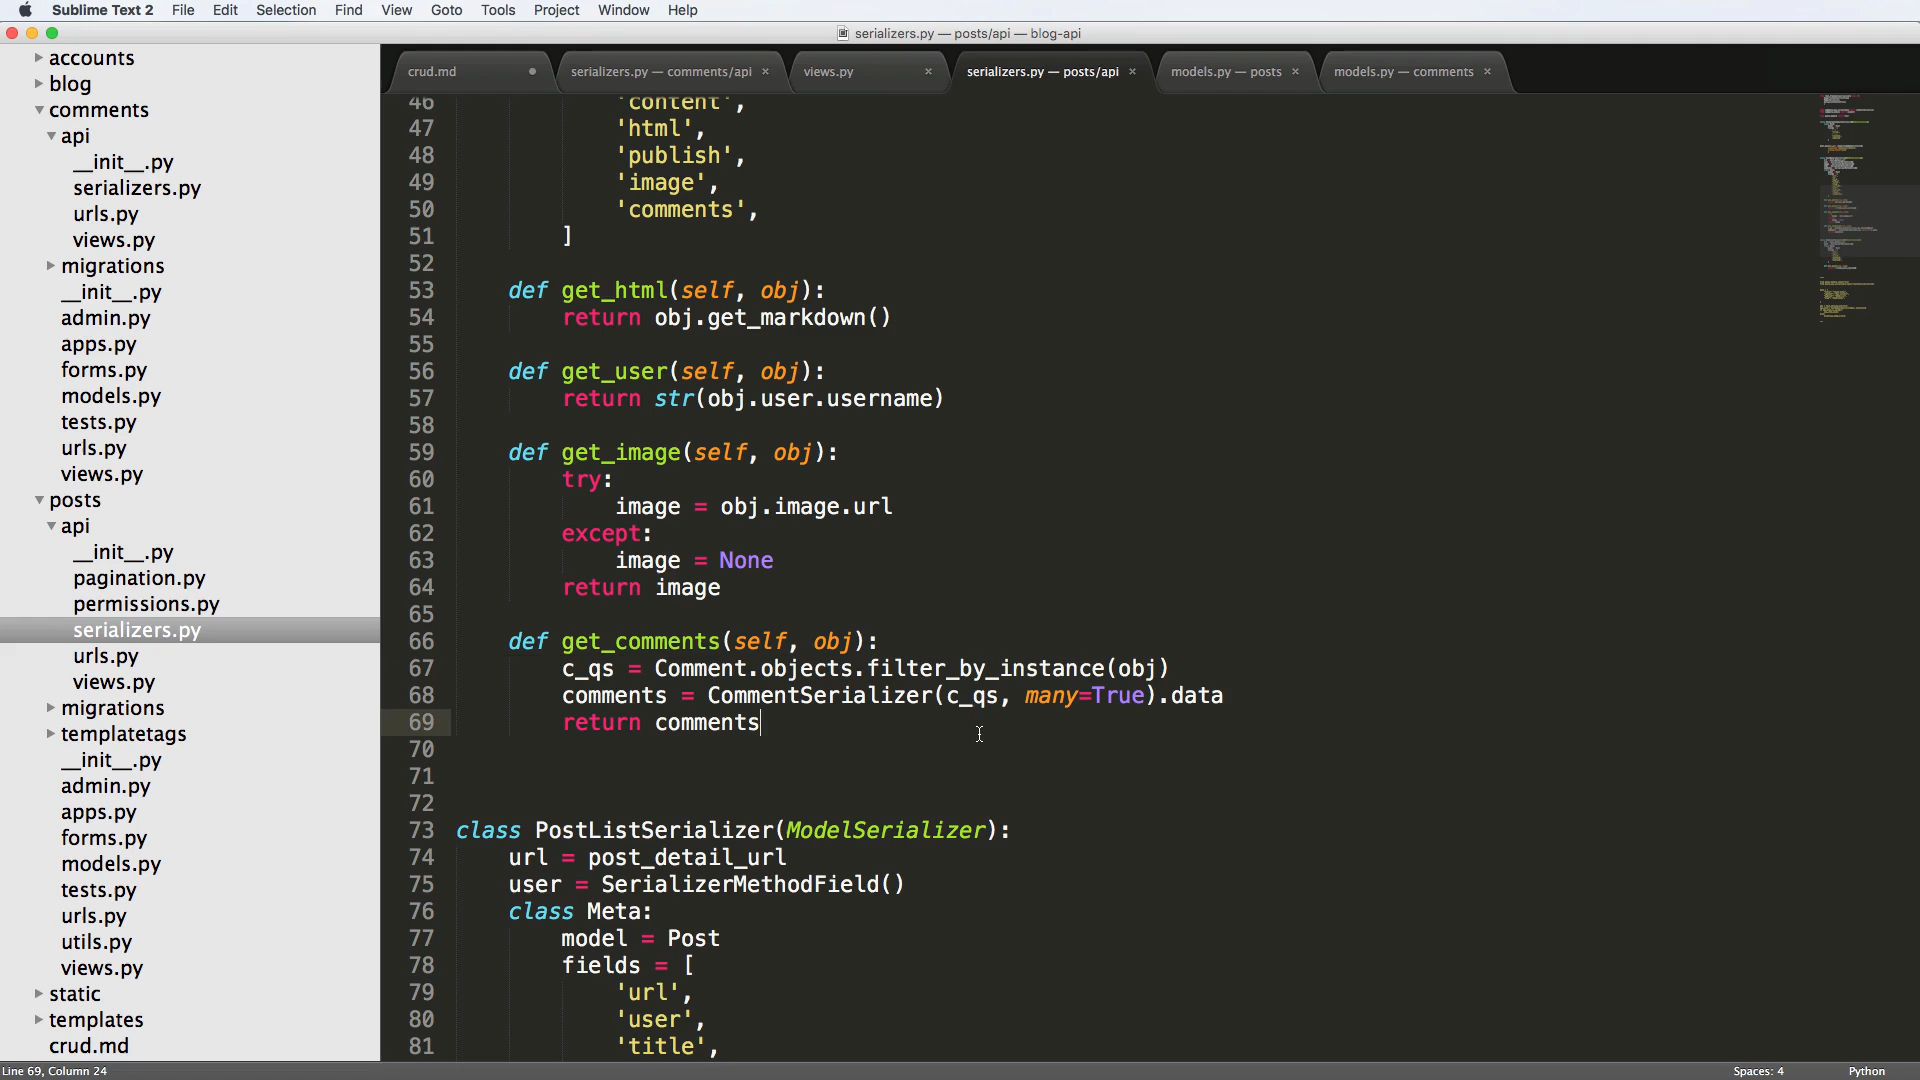 Sublime Text 2 File Edit Selection Find View Goto Tools Project Window Help
serializers.py — posts/api — blog-api
accounts
blog
comments
api
__init__.py
serializers.py
urls.py
views.py
migrations
__init__.py
admin.py
apps.py
forms.py
models.py
tests.py
urls.py
views.py
posts
api
__init__.py
pagination.py
permissions.py
serializers.py
urls.py
views.py
migrations
templatetags
__init__.py
admin.py
apps.py
forms.py
models.py
tests.py
urls.py
utils.py
views.py
static
templates
crud.md
crud.md serializers.py — comments/api × views.py × serializers.py — posts/api × models.py — posts × models.py — comments ×
46 'content',
47 'html',
48 'publish',
49 'image',
50 'comments',
51 ]
52
53 def get_html(self, obj):
54 return obj.get_markdown()
55
56 def get_user(self, obj):
57 return str(obj.user.username)
58
59 def get_image(self, obj):
60 try:
61 image = obj.image.url
62 except:
63 image = None
64 return image
65
66 def get_comments(self, obj):
67 c_qs = Comment.objects.filter_by_instance(obj)
68 comments = CommentSerializer(c_qs, many=True).data
69 return comments
70
71
72
73 class PostListSerializer(ModelSerializer):
74 url = post_detail_url
75 user = SerializerMethodField()
76 class Meta:
77 model = Post
78 fields = [
79 'url',
80 'user',
81 'title',
Line 69, Column 24 Spaces: 4 Python